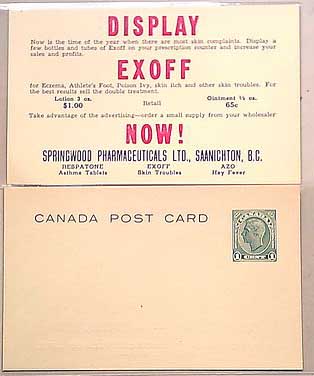 DISPLAY
Now is the time of the year when there are most skin complaints. Display a
few bottles and tubes of Exoff on your prescription counter and increase your
sales and profits.
EXOFF
for Eczema, Athlete's Foot, Poison Ivy, skin itch and other skin troubles. For
the best results sell the double treatment.
Lotion 3 oz. Ointment ½ oz.
$1.00 Retail 65c
Take advantage of the advertising—order a small supply from your wholesaler
NOW!
SPRINGWOOD PHARMACEUTICALS LTD., SAANICHTON, B.C.
RESPATONE EXOFF AZO
Asthma Tablets Skin Troubles Hay Fever
CANADA POST CARD
CANADA
1 CENT 1